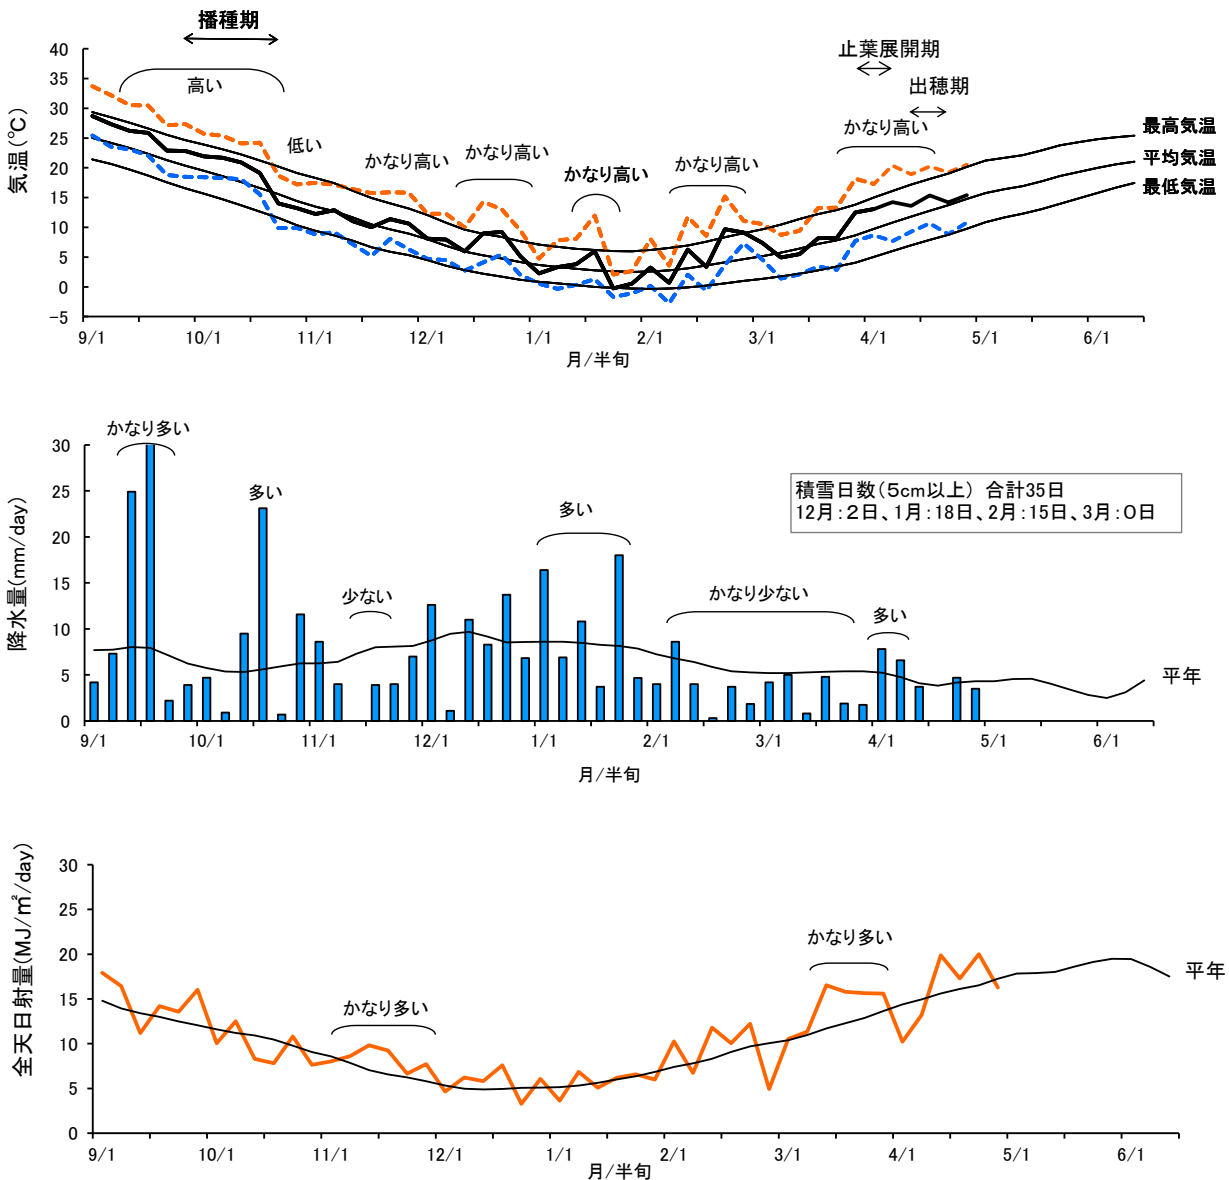 播種期
止葉展開期
出穂期
高い
低い
かなり高い
かなり高い
かなり高い
かなり高い
かなり高い
最高気温
平均気温
最低気温
気温(℃)
40
35
30
25
20
15
10
5
0
-5
9/1 10/1 11/1 12/1 1/1 2/1 3/1 4/1 5/1 6/1
月/半旬
かなり多い
多い
少ない
多い
かなり少ない
多い
積雪日数(5cm以上) 合計35日
12月:2日、1月:18日、2月:15日、3月:0日
平年
降水量(mm/day)
30
25
20
15
10
5
0
9/1 10/1 11/1 12/1 1/1 2/1 3/1 4/1 5/1 6/1
月/半旬
かなり多い
かなり多い
平年
全天日射量(MJ/㎡/day)
30
25
20
15
10
5
0
9/1 10/1 11/1 12/1 1/1 2/1 3/1 4/1 5/1 6/1
月/半旬